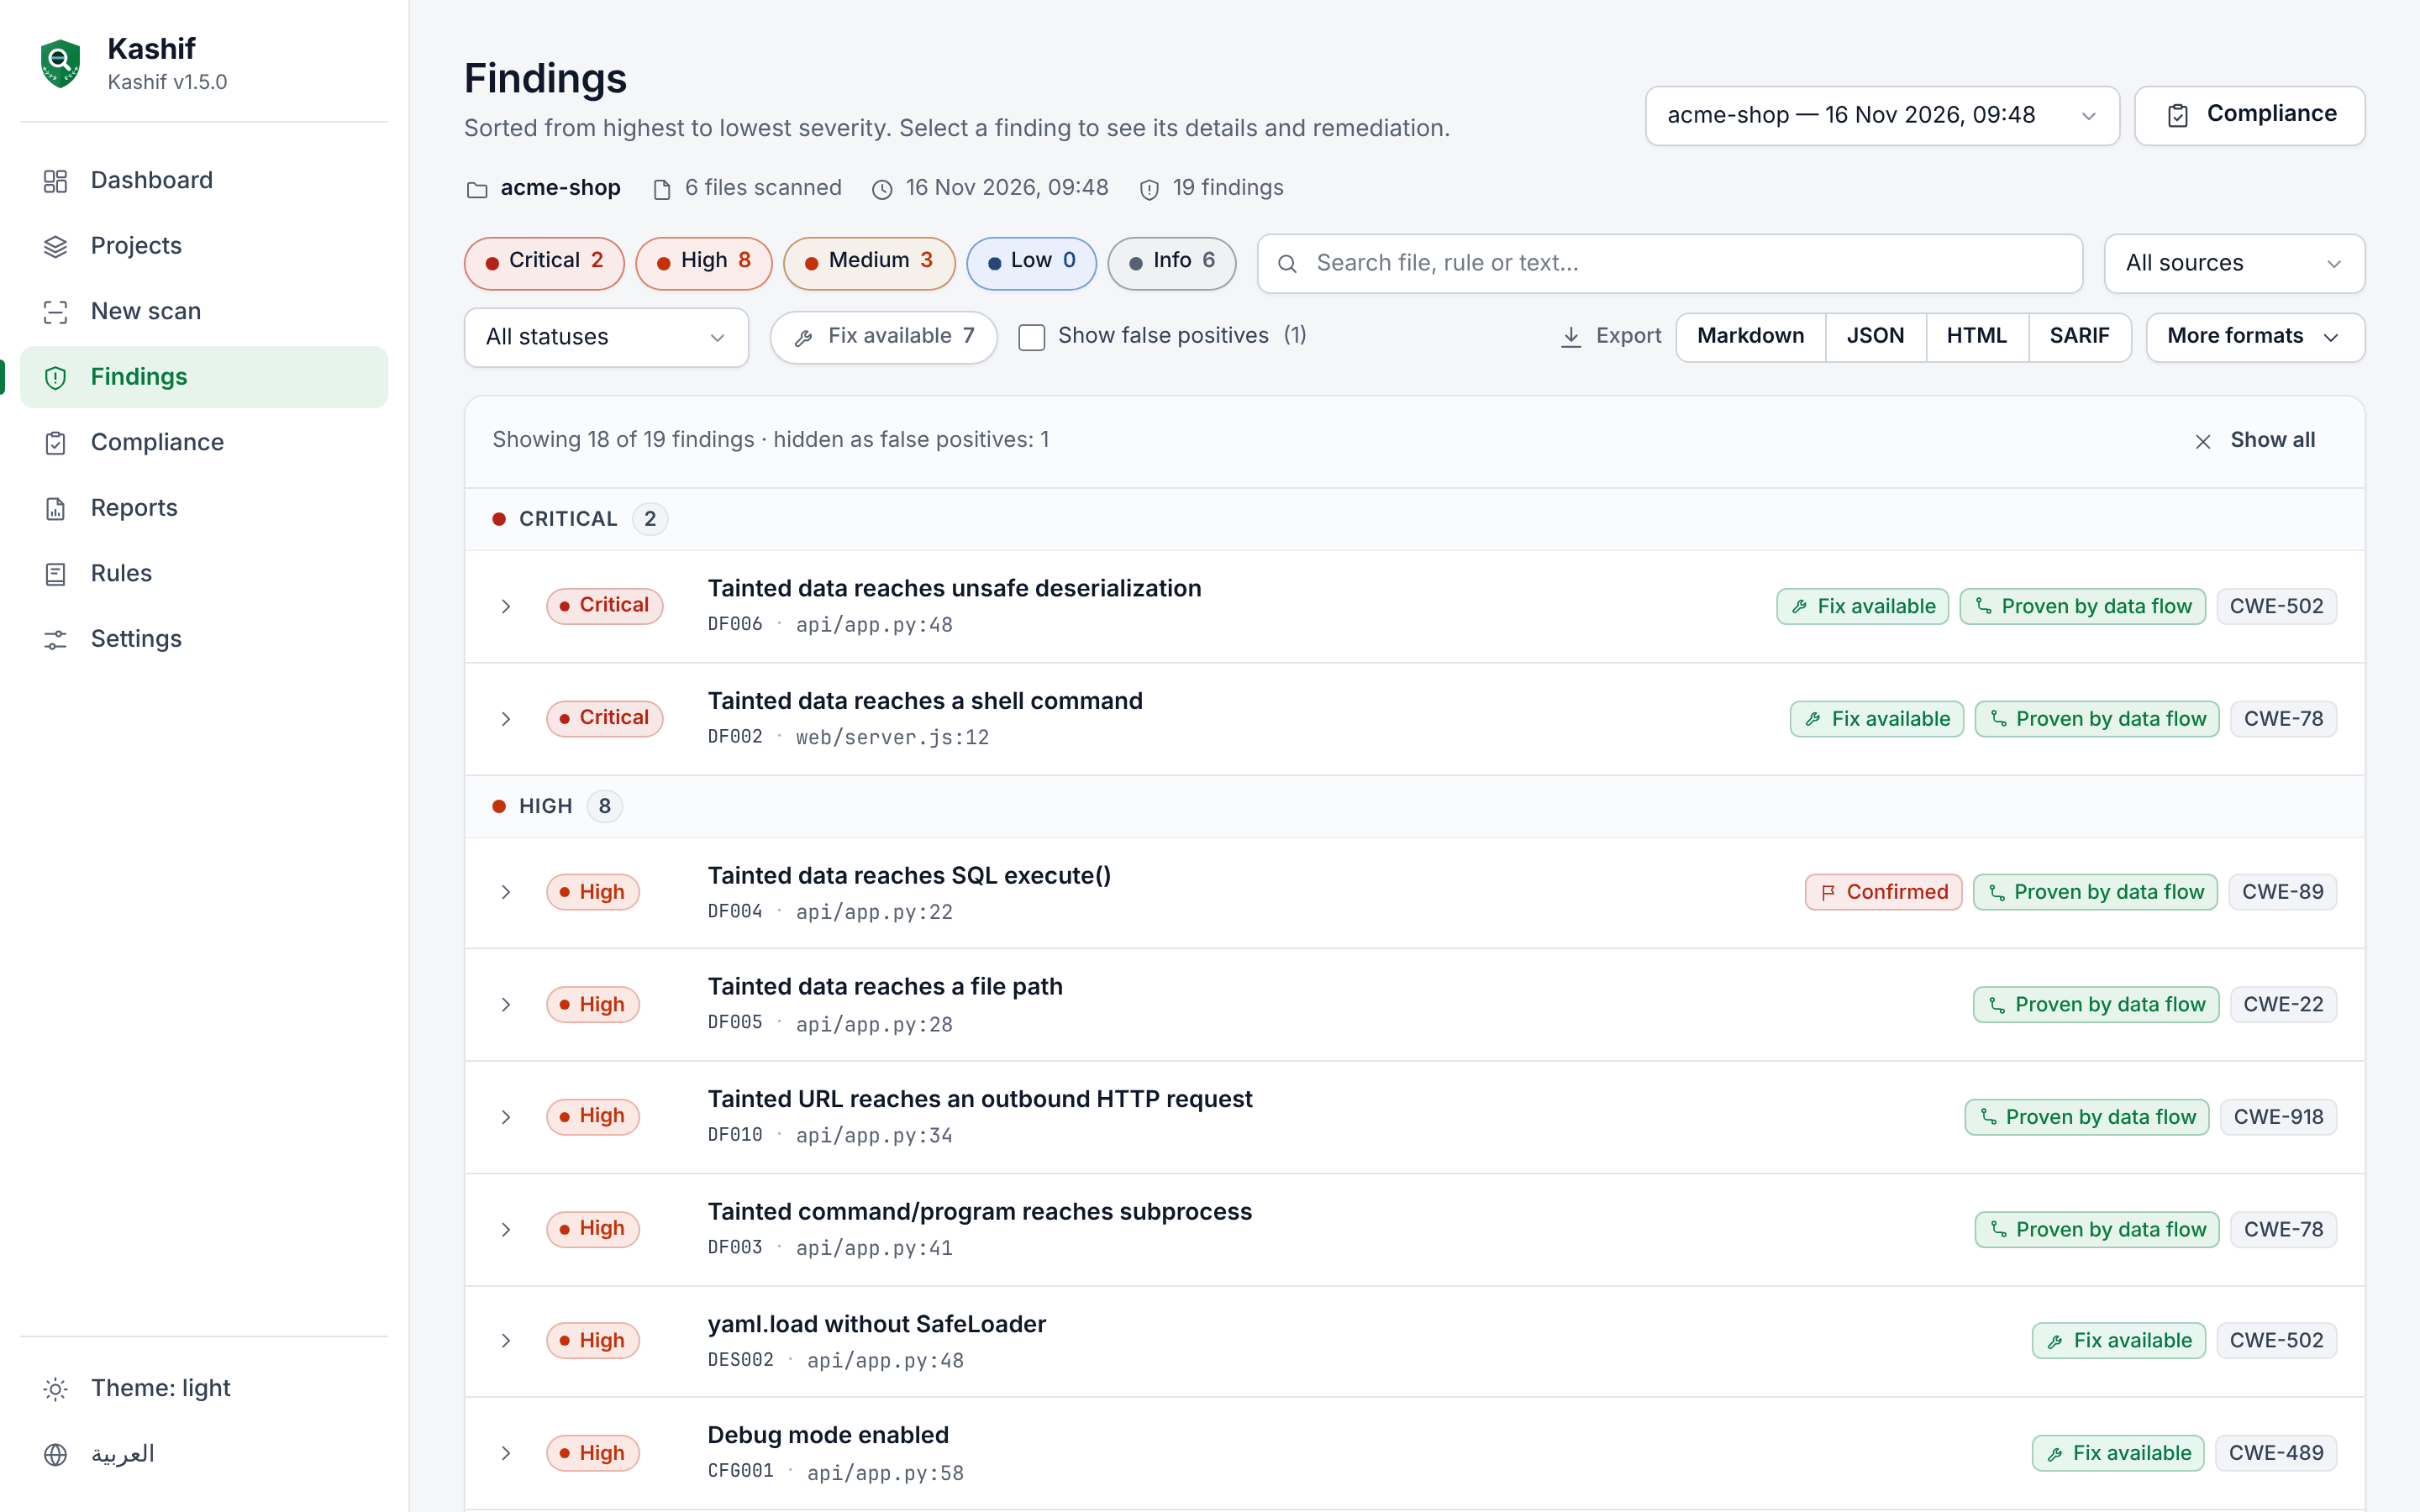 Kashif
Kashif v1.5.0
Dashboard
Projects
New scan
Findings
Compliance
Reports
Rules
Settings
Theme: light
العربية
Findings
Sorted from highest to lowest severity. Select a finding to see its details and remediation.
acme-shop — 16 Nov 2026, 09:48
Compliance
acme-shop 6 files scanned 16 Nov 2026, 09:48 19 findings
Critical 2 High 8 Medium 3 Low 0 Info 6 Search file, rule or text... All sources
All statuses Fix available 7 Show false positives (1) Export Markdown JSON HTML SARIF More formats
Showing 18 of 19 findings · hidden as false positives: 1 Show all
CRITICAL 2
Critical Tainted data reaches unsafe deserialization Fix available Proven by data flow CWE-502
DF006 · api/app.py:48
Critical Tainted data reaches a shell command Fix available Proven by data flow CWE-78
DF002 · web/server.js:12
HIGH 8
High Tainted data reaches SQL execute() Confirmed Proven by data flow CWE-89
DF004 · api/app.py:22
High Tainted data reaches a file path Proven by data flow CWE-22
DF005 · api/app.py:28
High Tainted URL reaches an outbound HTTP request Proven by data flow CWE-918
DF010 · api/app.py:34
High Tainted command/program reaches subprocess Proven by data flow CWE-78
DF003 · api/app.py:41
High yaml.load without SafeLoader Fix available CWE-502
DES002 · api/app.py:48
High Debug mode enabled Fix available CWE-489
CFG001 · api/app.py:58